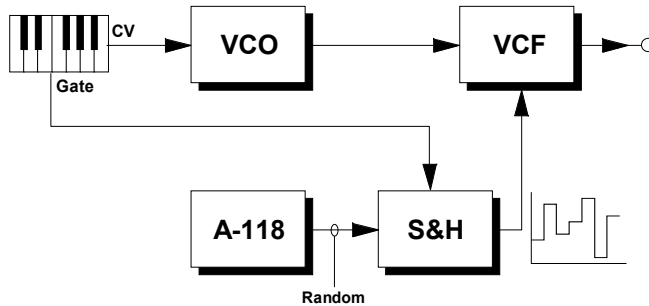 CV
VCO
VCF
Gate
A-118
S&H
Random